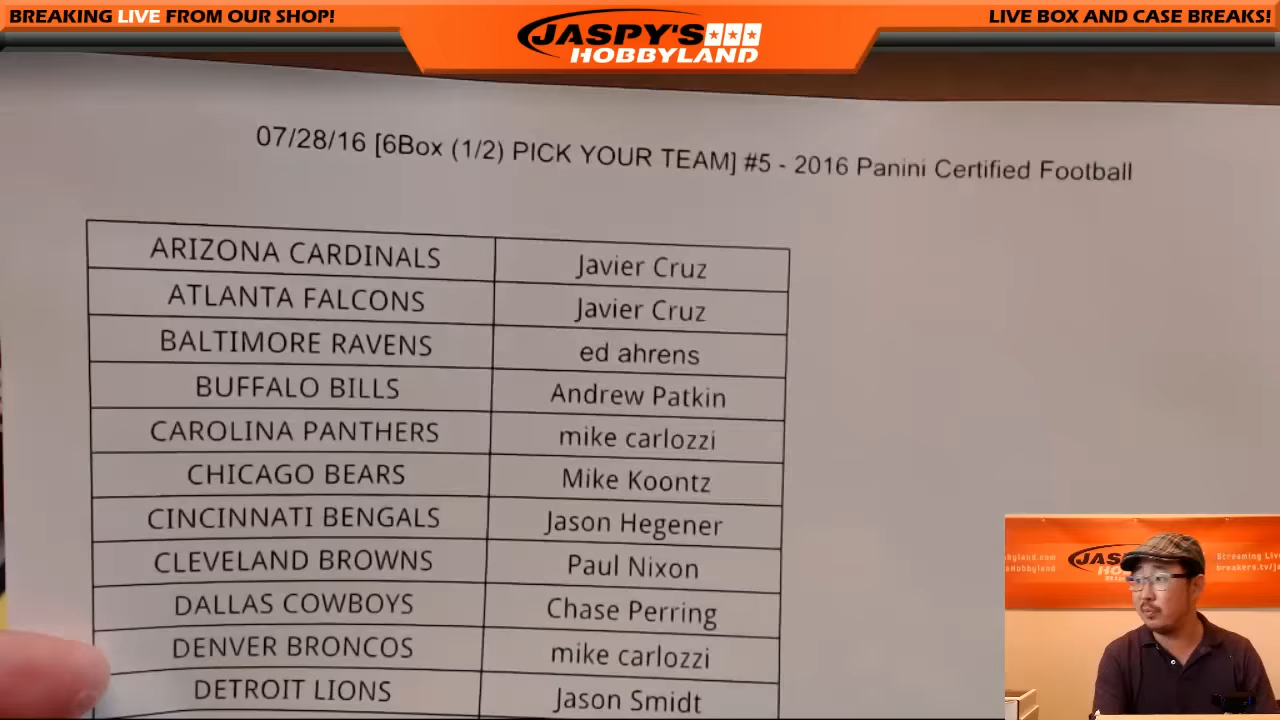 BREAKING LIVE FROM OUR SHOP!
JASPY'S
HOBBYLAND
LIVE BOX AND CASE BREAKS!
07/28/16 [6Box (1/2) PICK YOUR TEAM] #5 - 2016 Panini Certified Football
ARIZONA CARDINALS Javier Cruz
ATLANTA FALCONS Javier Cruz
BALTIMORE RAVENS ed ahrens
BUFFALO BILLS Andrew Patkin
CAROLINA PANTHERS mike carlozzi
CHICAGO BEARS Mike Koontz
CINCINNATI BENGALS Jason Hegener
CLEVELAND BROWNS Paul Nixon
DALLAS COWBOYS Chase Perring
DENVER BRONCOS mike carlozzi
DETROIT LIONS Jason Smidt